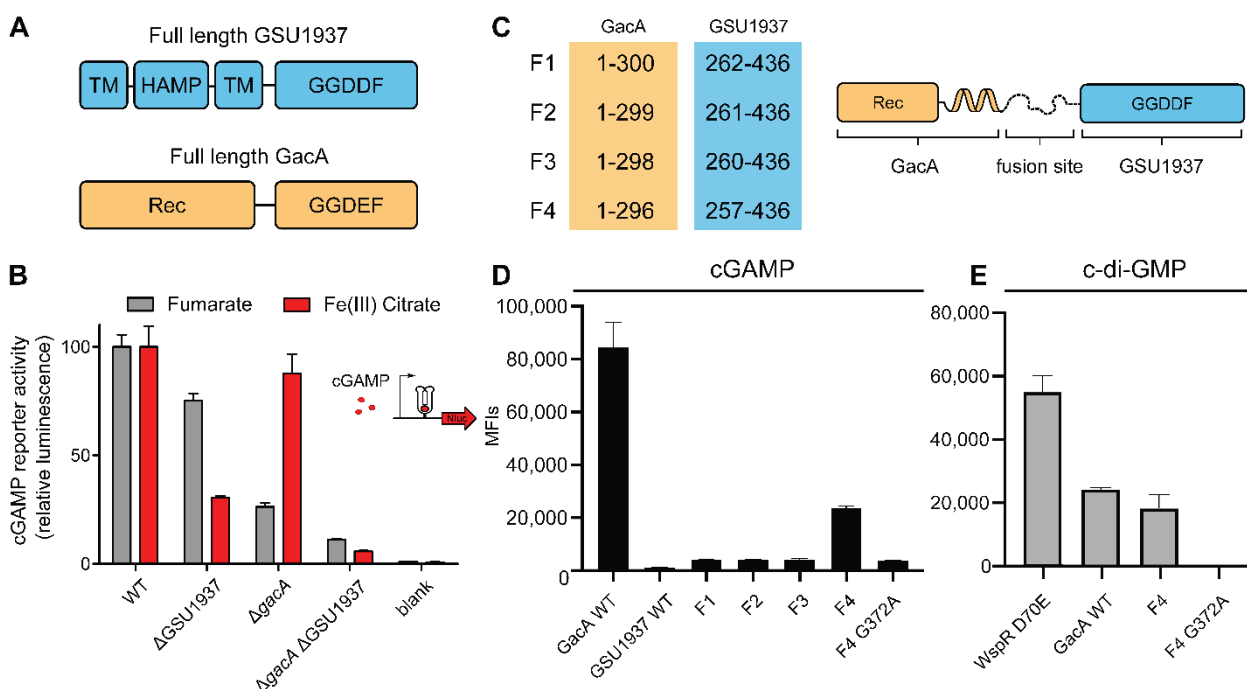 A
Full length GSU1937
TM HAMP TM GGDDF
Full length GacA
Rec GGDEF
C
GacA GSU1937
F1 1-300 262-436
F2 1-299 261-436
F3 1-298 260-436
F4 1-296 257-436
Rec GGDDF
GacA fusion site GSU1937
B
Fumarate Fe(III) Citrate
cGAMP reporter activity
(relative luminescence)
100
50
0
cGAMP
Nluc
WT
ΔGSU1937
ΔgacA
ΔgacA ΔGSU1937
blank
D
cGAMP
MFIs
100,000
80,000
60,000
40,000
20,000
0
GacA WT
GSU1937 WT
F1
F2
F3
F4
F4 G372A
E
c-di-GMP
80,000
60,000
40,000
20,000
0
WspR D70E
GacA WT
F4
F4 G372A